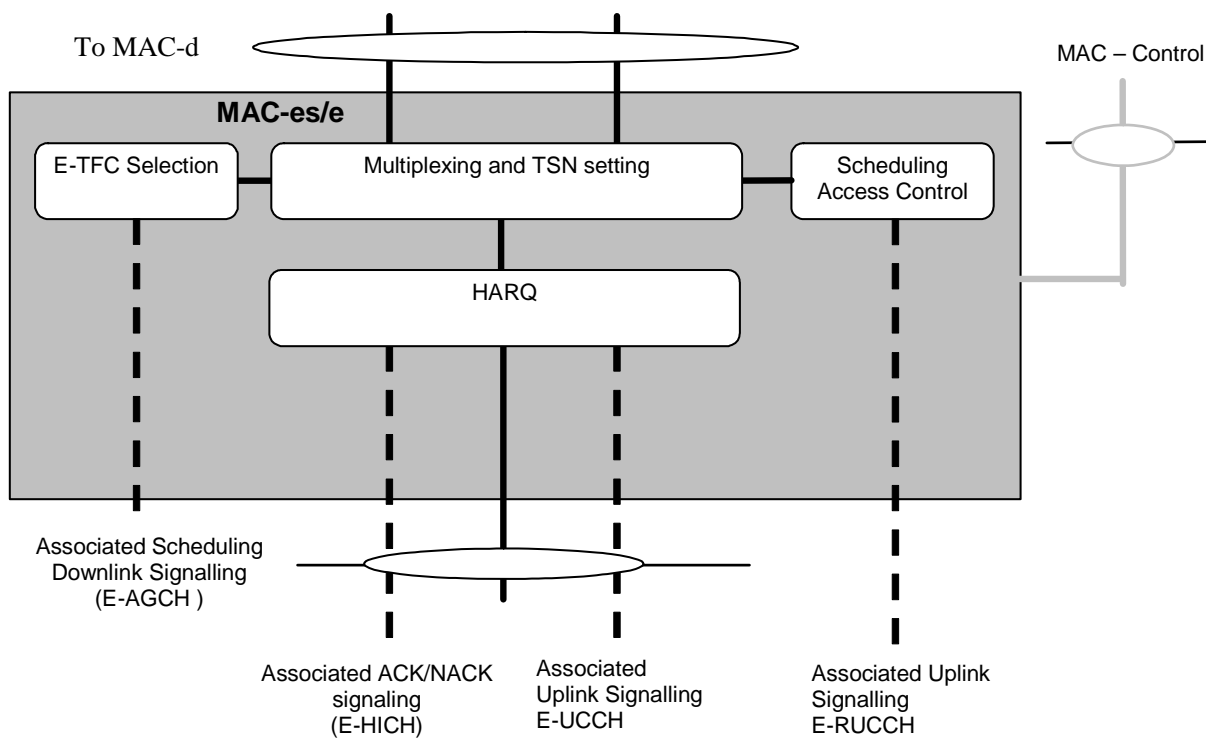 To MAC-d
MAC – Control
MAC-es/e
E-TFC Selection
Multiplexing and TSN setting
Scheduling
Access Control
HARQ
Associated Scheduling
Downlink Signalling
(E-AGCH )
Associated ACK/NACK
signaling
(E-HICH)
Associated
Uplink Signalling
E-UCCH
Associated Uplink
Signalling
E-RUCCH